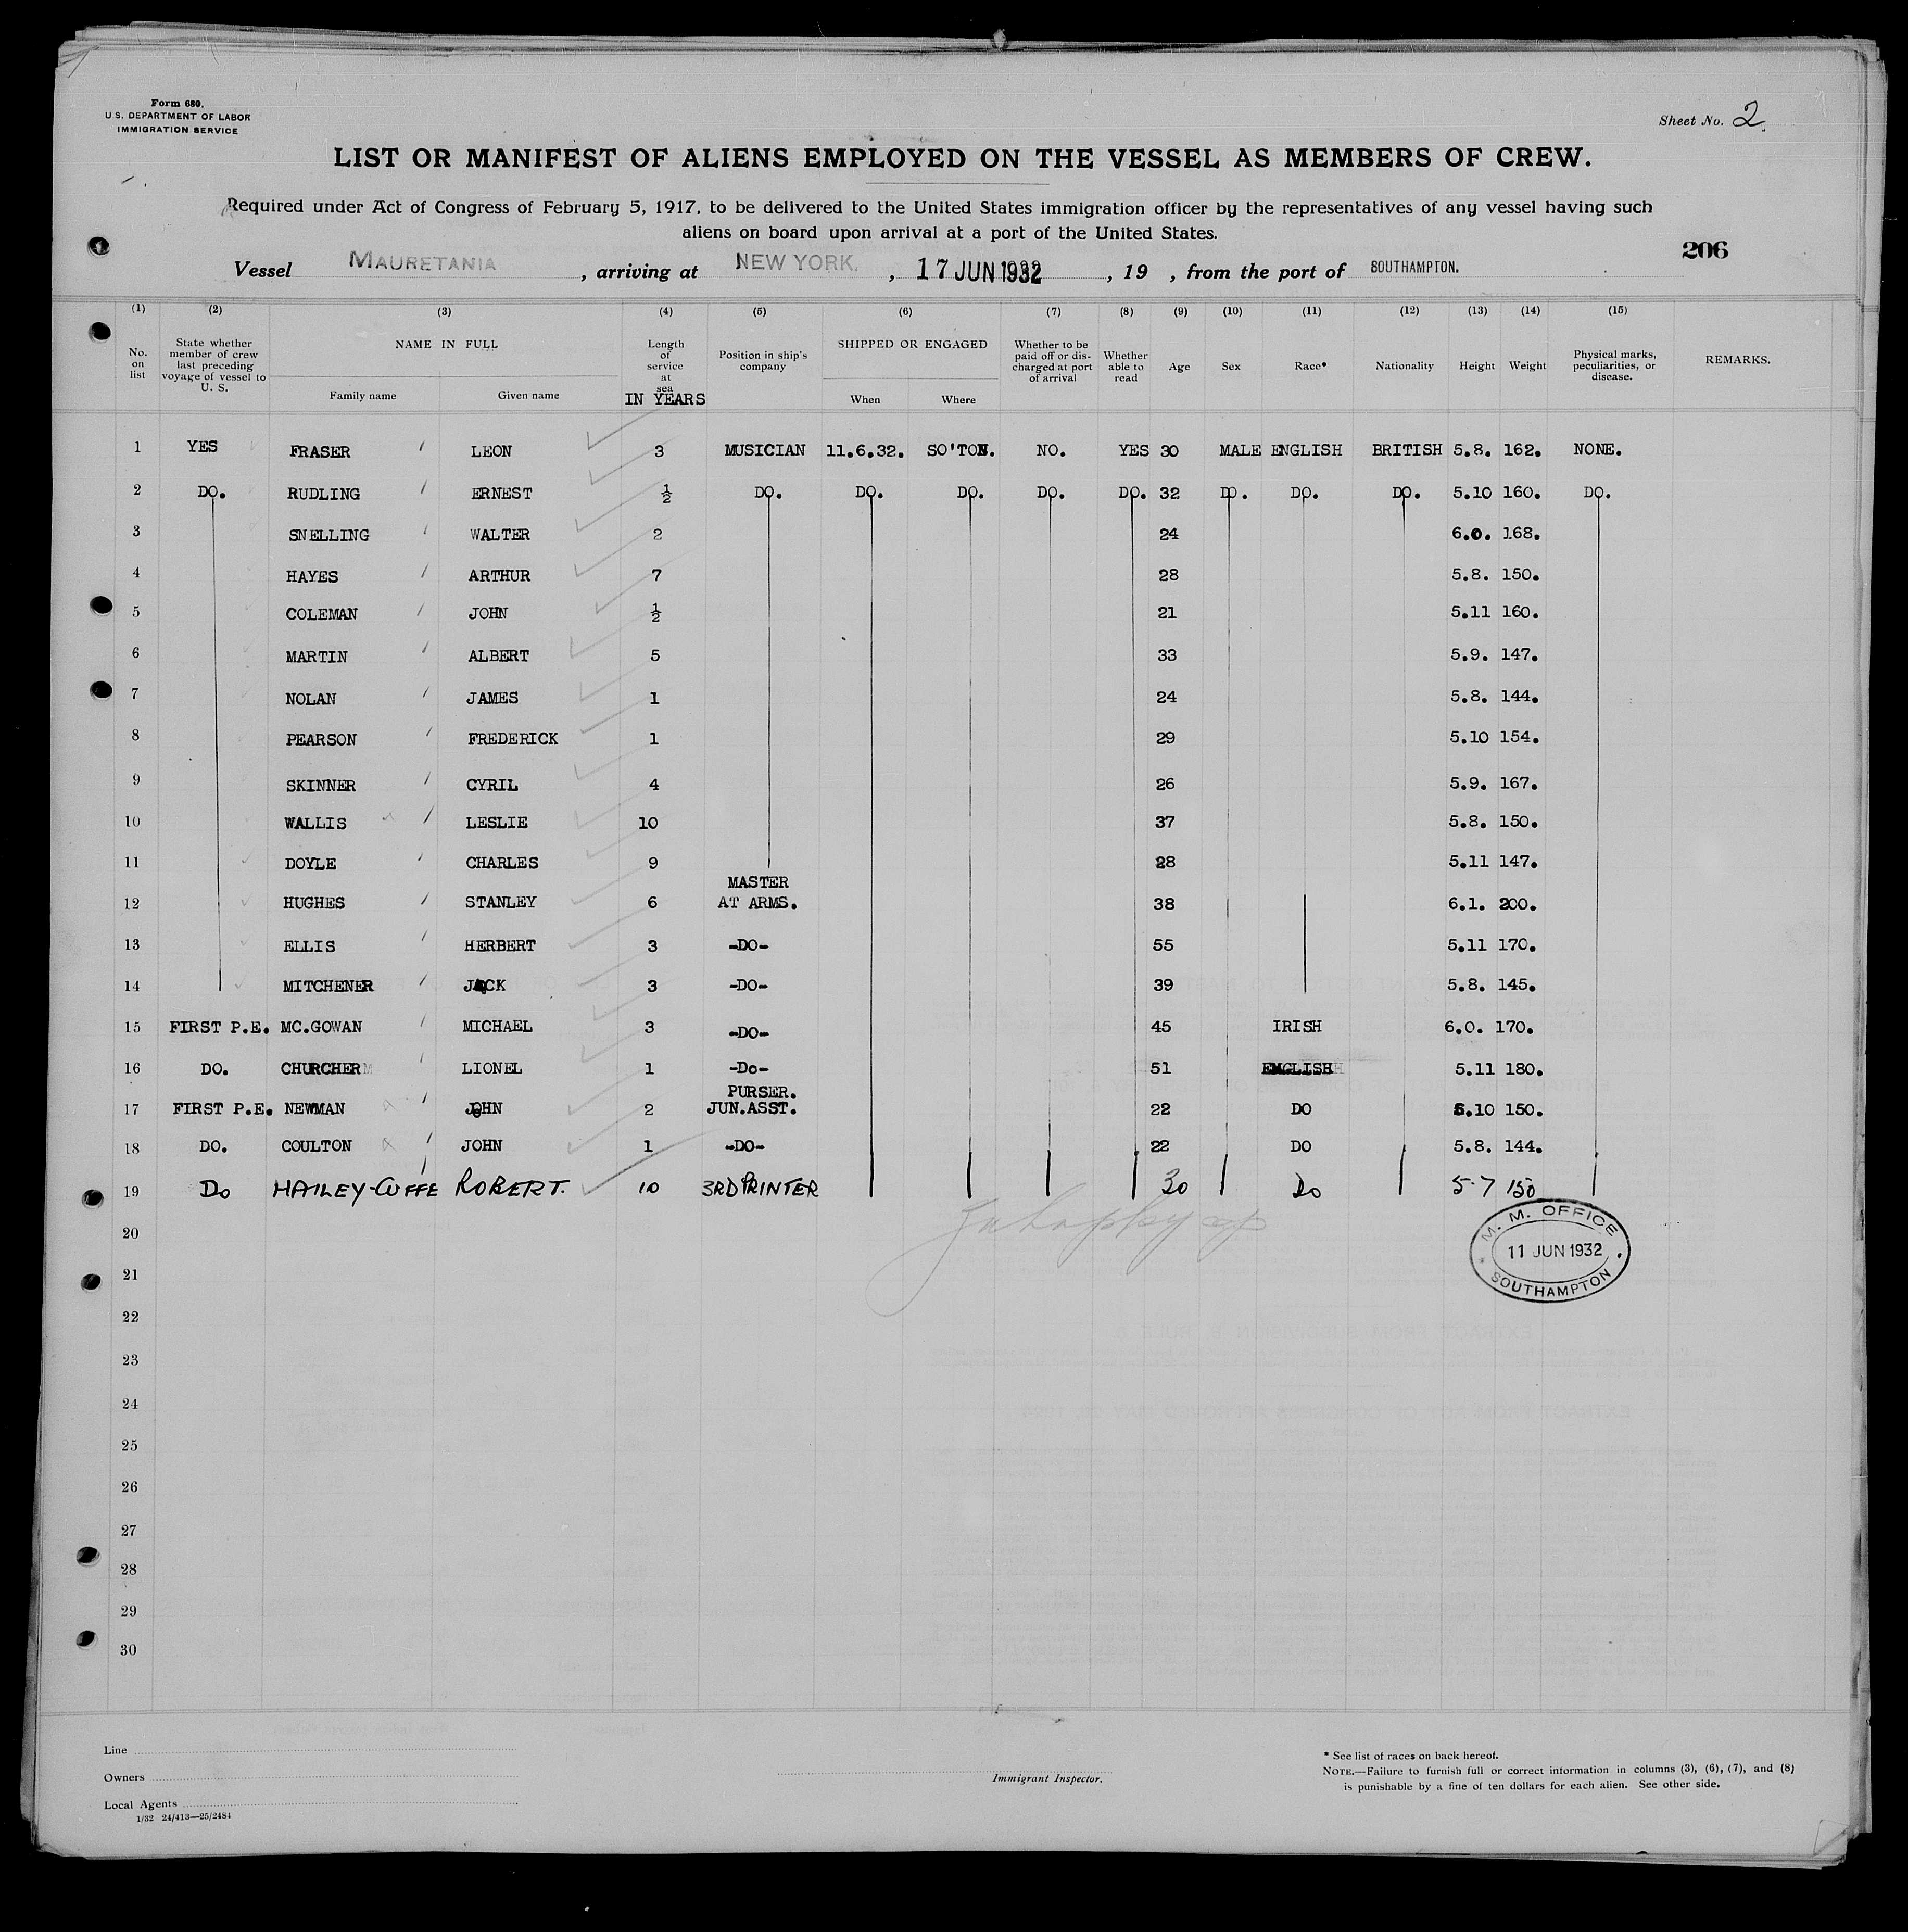 Form 680.
U.S. DEPARTMENT OF LABOR
IMMIGRATION SERVICE
Sheet No. 2.
LIST OR MANIFEST OF ALIENS EMPLOYED ON THE VESSEL AS MEMBERS OF CREW.
Required under Act of Congress of February 5, 1917, to be delivered to the United States immigration officer by the representatives of any vessel having such
aliens on board upon arrival at a port of the United States.
206
Vessel MAURETANIA, arriving at NEW YORK, 17 JUN 1932, 19 , from the port of SOUTHAMPTON.
(1) (2) (3) (4) (5) (6) (7) (8) (9) (10) (11) (12) (13) (14) (15)
No. on list State whether member of crew last preceding voyage of vessel to U. S. NAME IN FULL Family name Given name Length of service at sea IN YEARS Position in ship's company SHIPPED OR ENGAGED When Where Whether to be paid off or discharged at port of arrival Whether able to read Age Sex Race* Nationality Height Weight Physical marks, peculiarities, or disease. REMARKS.
1 YES FRASER LEON 3 MUSICIAN 11.6.32. SO'TON. NO. YES 30 MALE ENGLISH BRITISH 5.8. 162. NONE.
2 DO. RUDLING ERNEST ½ DO. DO. DO. DO. DO. 32 DO. DO. DO. 5.10 160. DO.
3 SNELLING WALTER 2 24 6.0. 168.
4 HAYES ARTHUR 7 28 5.8. 150.
5 COLEMAN JOHN ½ 21 5.11 160.
6 MARTIN ALBERT 5 33 5.9. 147.
7 NOLAN JAMES 1 24 5.8. 144.
8 PEARSON FREDERICK 1 29 5.10 154.
9 SKINNER CYRIL 4 26 5.9. 167.
10 WALLIS LESLIE 10 37 5.8. 150.
11 DOYLE CHARLES 9 28 5.11 147.
12 HUGHES STANLEY 6 MASTER AT ARMS. 38 6.1. 200.
13 ELLIS HERBERT 3 -DO- 55 5.11 170.
14 MITCHENER JACK 3 -DO- 39 5.8. 145.
15 FIRST P.E. MC.GOWAN MICHAEL 3 -DO- 45 IRISH 6.0. 170.
16 DO. CHURCHER LIONEL 1 -Do- 51 ENGLISH 5.11 180.
17 FIRST P.E. NEWMAN JOHN 2 PURSER. JUN.ASST. 22 DO 5.10 150.
18 DO. COULTON JOHN 1 -DO- 22 DO 5.8. 144.
19 Do HAILEY-CUFFE ROBERT. 10 3RD PRINTER 30 Do 5.7 150
20
21
22
23
24
25
26
27
28
29
30
M. M. OFFICE
11 JUN 1932
SOUTHAMPTON
Line
Owners
Local Agents
1/32 24/413—25/2484
Immigrant Inspector.
* See list of races on back hereof.
NOTE.—Failure to furnish full or correct information in columns (3), (6), (7), and (8)
is punishable by a fine of ten dollars for each alien. See other side.